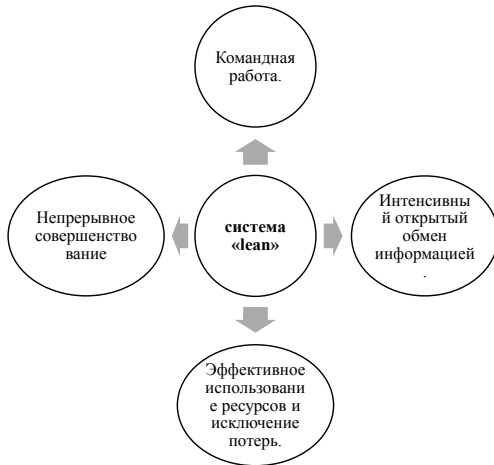 Командная
работа.
Непрерывное
совершенство
вание
система
«lean»
Интенсивны
й открытый
обмен
информацией
.
Эффективное
использовани
е ресурсов и
исключение
потерь.